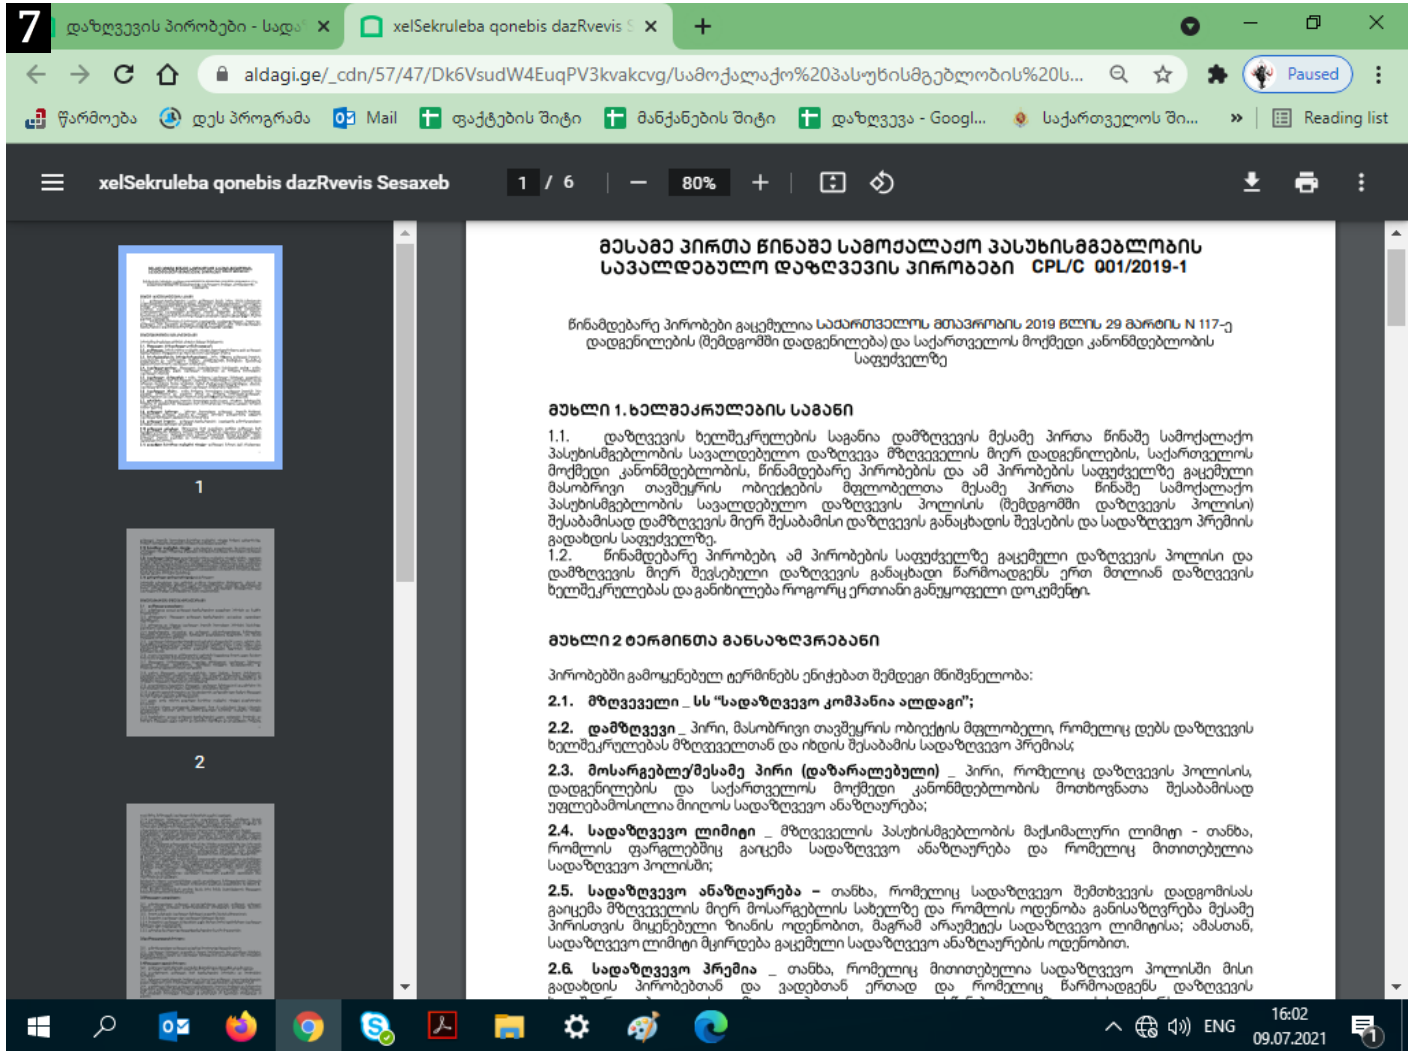 7
დაზღვევის პირობები - სადა
xelSekruleba qonebis dazRvevis S
aldagi.ge/_cdn/57/47/Dk6VsudW4EuqPV3kvakcvg/სამოქალაქო%20პასუხისმგებლობის%20ს...
Paused
წარმოება
დეს პროგრამა
Mail
ფაქტების შიტი
მანქანების შიტი
დაზღვევა - Googl...
საქართველოს ში...
»
Reading list
xelSekruleba qonebis dazRvevis Sesaxeb
1 / 6
80%
მესამე პირთა წინაშე სამოქალაქო პასუხისმგებლობის
სავალდებულო დაზღვევის პირობები CPL/C 001/2019-1
წინამდებარე პირობები გაცემულია საქართველოს მთავრობის 2019 წლის 29 მარტის N 117-ე
დადგენილების (შემდგომში დადგენილება) და საქართველოს მოქმედი კანონმდებლობის
საფუძველზე
მუხლი 1. ხელშეკრულების საგანი
1.1. დაზღვევის ხელშეკრულების საგანია დამზღვევის მესამე პირთა წინაშე სამოქალაქო
პასუხისმგებლობის სავალდებულო დაზღვევა მზღვეველის მიერ დადგენილების, საქართველოს
მოქმედი კანონმდებლობის, წინამდებარე პირობების და ამ პირობების საფუძველზე გაცემული
მასობრივი თავშეყრის ობიექტების მფლობელთა მესამე პირთა წინაშე სამოქალაქო
პასუხისმგებლობის სავალდებულო დაზღვევის პოლისის (შემდგომში დაზღვევის პოლისი)
შესაბამისად დამზღვევის მიერ შესაბამისი დაზღვევის განაცხადის შევსების და სადაზღვევო პრემიის
გადახდის საფუძველზე.
1.2. წინამდებარე პირობები, ამ პირობების საფუძველზე გაცემული დაზღვევის პოლისი და
დამზღვევის მიერ შევსებული დაზღვევის განაცხადი წარმოადგენს ერთ მთლიან დაზღვევის
ხელშეკრულებას და განიხილება როგორც ერთიანი განუყოფელი დოკუმენტი.
მუხლი 2 ტერმინთა განსაზღვრებანი
პირობებში გამოყენებულ ტერმინებს ენიჭებათ შემდეგი მნიშვნელობა:
2.1. მზღვეველი _ სს “სადაზღვევო კომპანია ალდაგი”;
2.2. დამზღვევი _ პირი, მასობრივი თავშეყრის ობიექტის მფლობელი, რომელიც დებს დაზღვევის
ხელშეკრულებას მზღვეველთან და იხდის შესაბამის სადაზღვევო პრემიას;
2.3. მოსარგებლე/მესამე პირი (დაზარალებული) _ პირი, რომელიც დაზღვევის პოლისის,
დადგენილების და საქართველოს მოქმედი კანონმდებლობის მოთხოვნათა შესაბამისად
უფლებამოსილია მიიღოს სადაზღვევო ანაზღაურება;
2.4. სადაზღვევო ლიმიტი _ მზღვეველის პასუხისმგებლობის მაქსიმალური ლიმიტი - თანხა,
რომლის ფარგლებშიც გაიცემა სადაზღვევო ანაზღაურება და რომელიც მითითებულია
სადაზღვევო პოლისში;
2.5. სადაზღვევო ანაზღაურება – თანხა, რომელიც სადაზღვევო შემთხვევის დადგომისას
გაიცემა მზღვეველის მიერ მოსარგებლის სახელზე და რომლის ოდენობა განისაზღვრება მესამე
პირისთვის მიყენებული ზიანის ოდენობით, მაგრამ არაუმეტეს სადაზღვევო ლიმიტისა; ამასთან,
სადაზღვევო ლიმიტი მცირდება გაცემული სადაზღვევო ანაზღაურების ოდენობით.
2.6. სადაზღვევო პრემია _ თანხა, რომელიც მითითებულია სადაზღვევო პოლისში მისი
გადახდის პირობებთან და ვადებთან ერთად და რომელიც წარმოადგენს დაზღვევის
1
2
ENG
16:02
09.07.2021
1